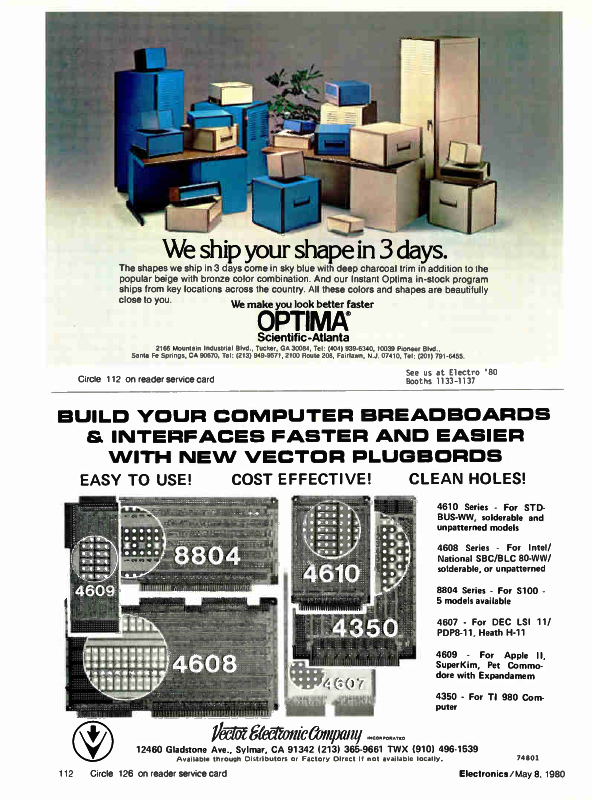 We ship your shape in 3 days.
The shapes we ship in 3 days come in sky blue with deep charcoal trim in addition to the
popular beige with bronze color combination. And our Instant Optima in-stock program
ships from key locations across the country. All these colors and shapes are beautifully
close to you.
We make you look better faster
OPTIMA®
Scientific-Atlanta
2166 Mountain Industrial Blvd., Tucker, GA 30084, Tel: (404) 939-6340, 10039 Pioneer Blvd.,
Santa Fe Springs, CA 90670, Tel: (213) 949-9671, 2100 Route 208, Fairlawn, N.J. 07410, Tel: (201) 791-6455.
Circle 112 on reader service card
See us at Electro '80
Booths 1133-1137
BUILD YOUR COMPUTER BREADBOARDS
& INTERFACES FASTER AND EASIER
WITH NEW VECTOR PLUGBORDS
EASY TO USE! COST EFFECTIVE! CLEAN HOLES!
8804
4609
4610
4350
4608
4607
4610 Series - For STD-
BUS-WW, solderable and
unpatterned models
4608 Series - For Intel/
National SBC/BLC 80-WW/
solderable, or unpatterned
8804 Series - For S100 -
5 models available
4607 - For DEC LSI 11/
PDP8-11, Heath H-11
4609 - For Apple II,
SuperKim, Pet Commo-
dore with Expandamem
4350 - For TI 980 Com-
puter
Vector Electronic Company INCORPORATED
12460 Gladstone Ave., Sylmar, CA 91342 (213) 365-9661 TWX (910) 496-1539
Available through Distributors or Factory Direct if not available locally.
74801
112 Circle 126 on reader service card
Electronics / May 8, 1980